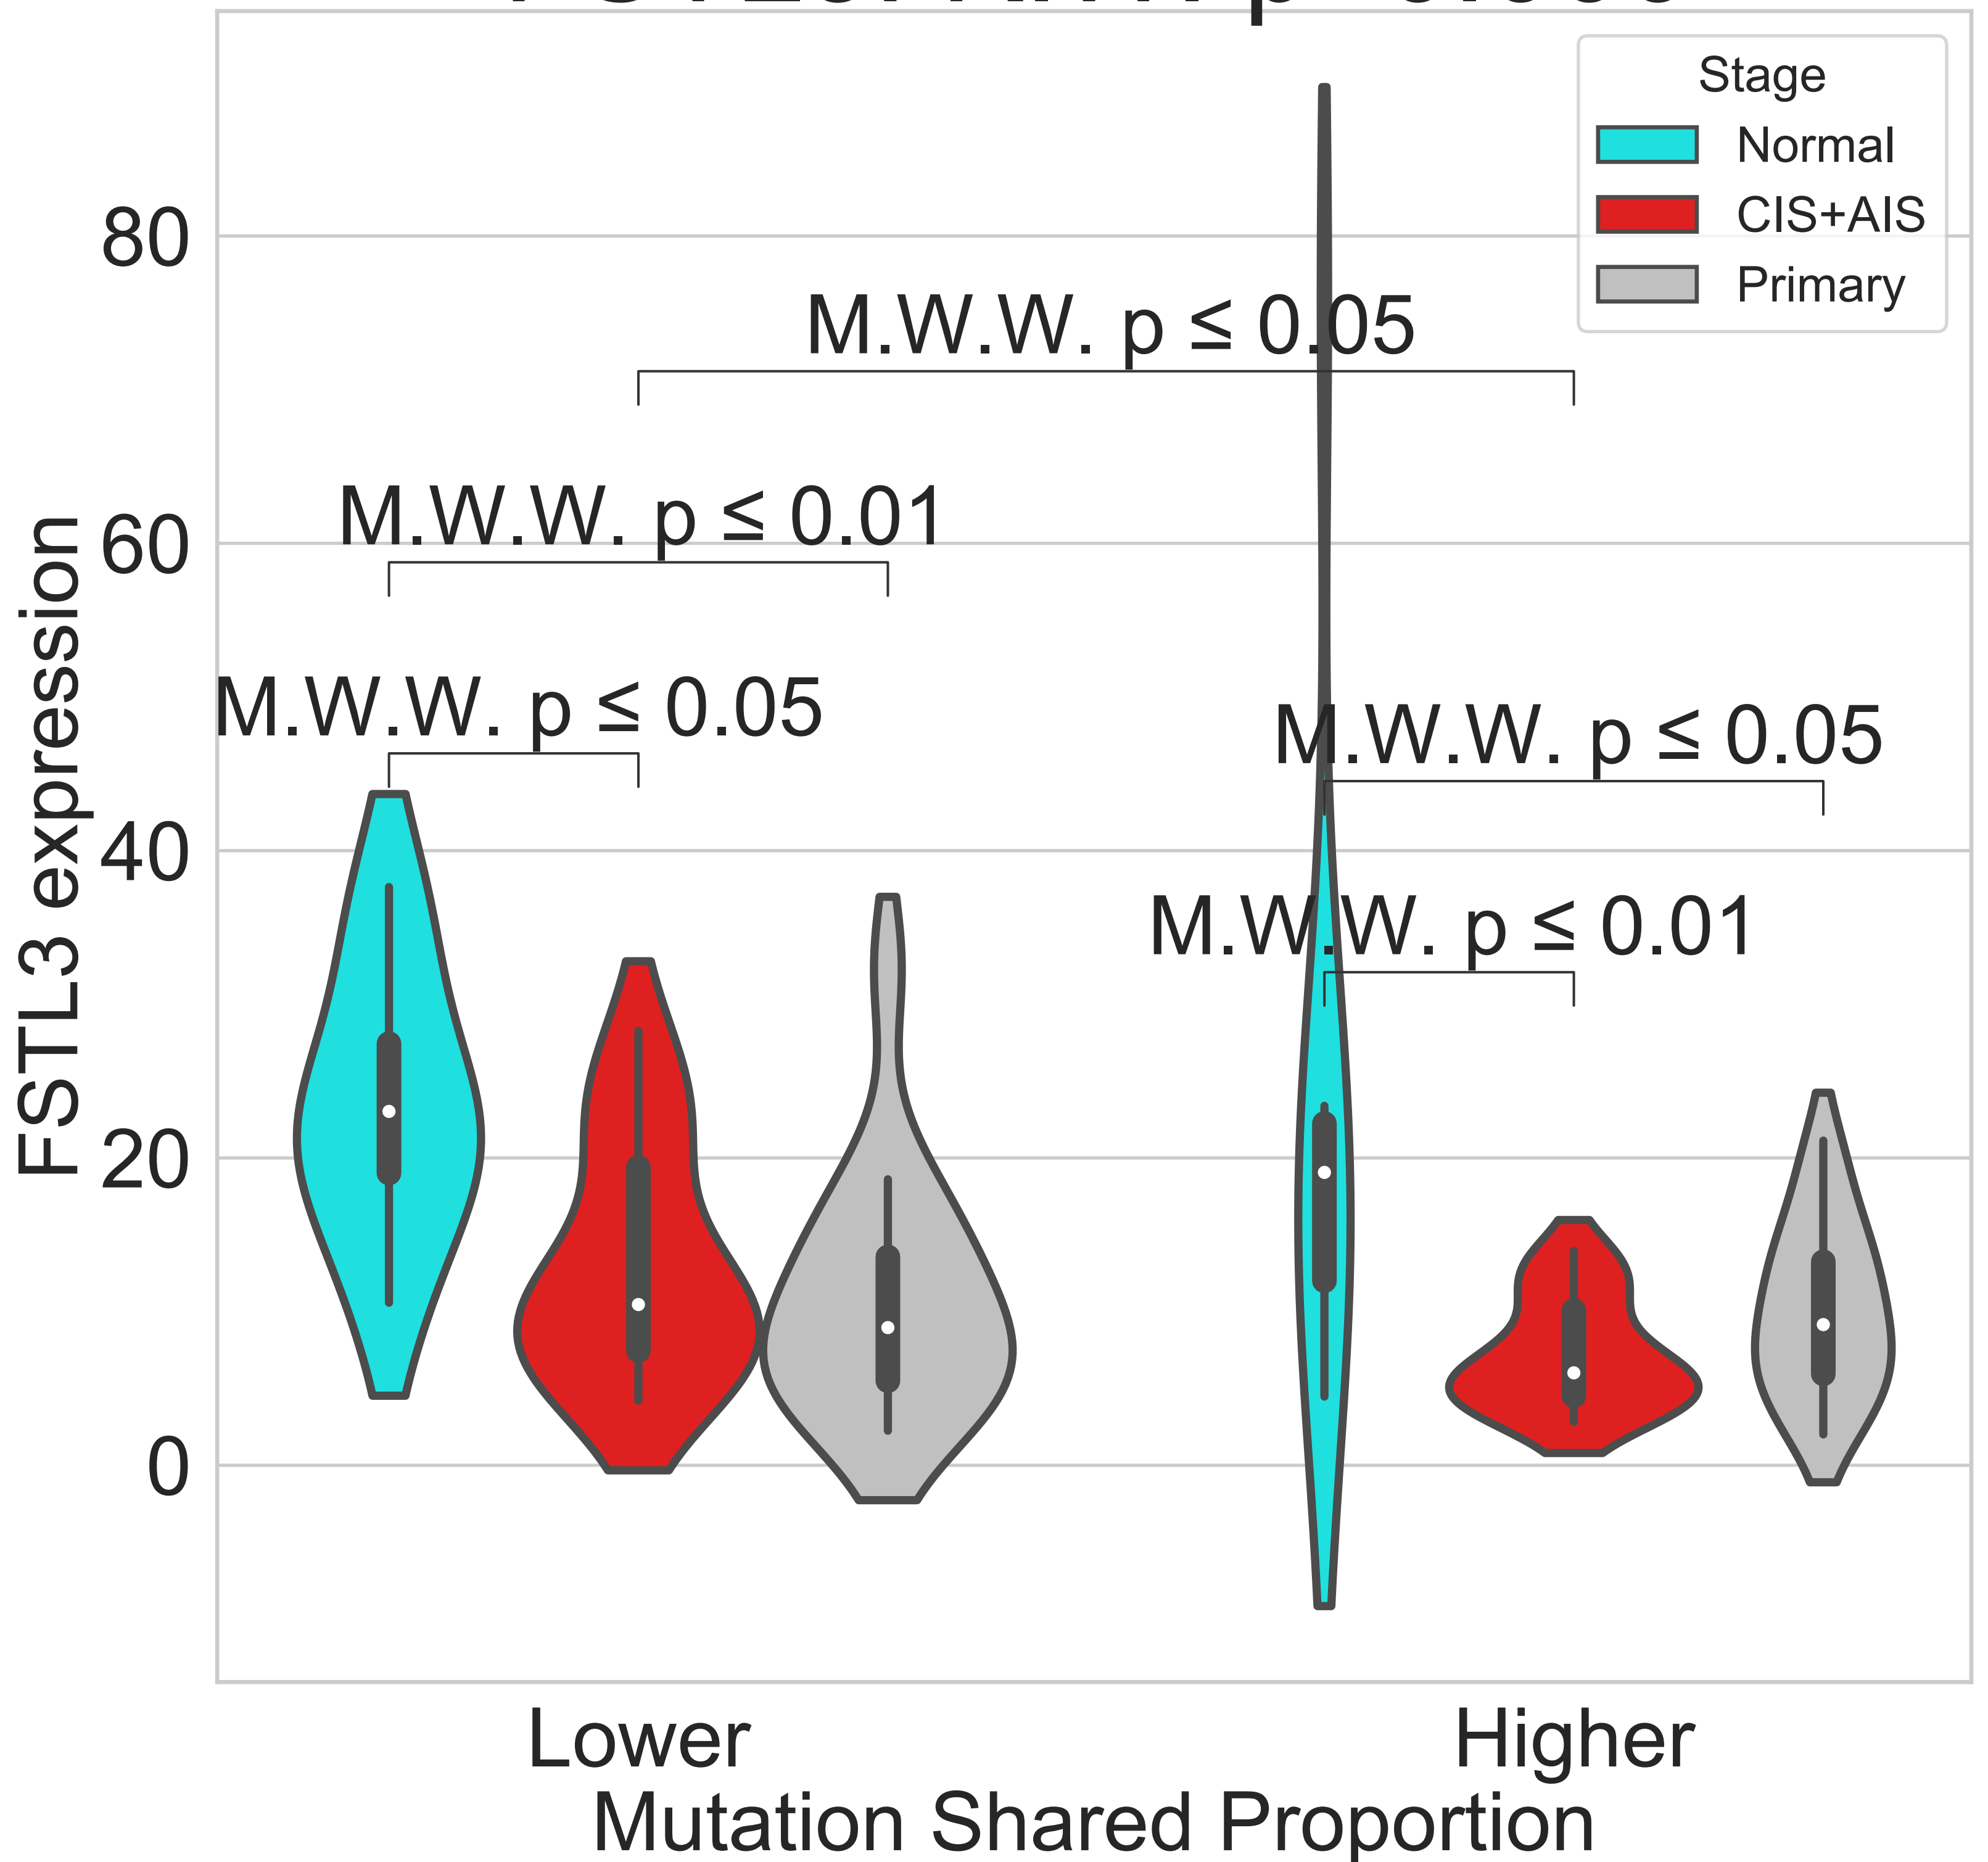 Stage
Normal
CIS+AIS
Primary
80
60
40
20
0
FSTL3 expression
M.W.W. p ≤ 0.05
M.W.W. p ≤ 0.01
M.W.W. p ≤ 0.05
M.W.W. p ≤ 0.05
M.W.W. p ≤ 0.01
Lower
Higher
Mutation Shared Proportion